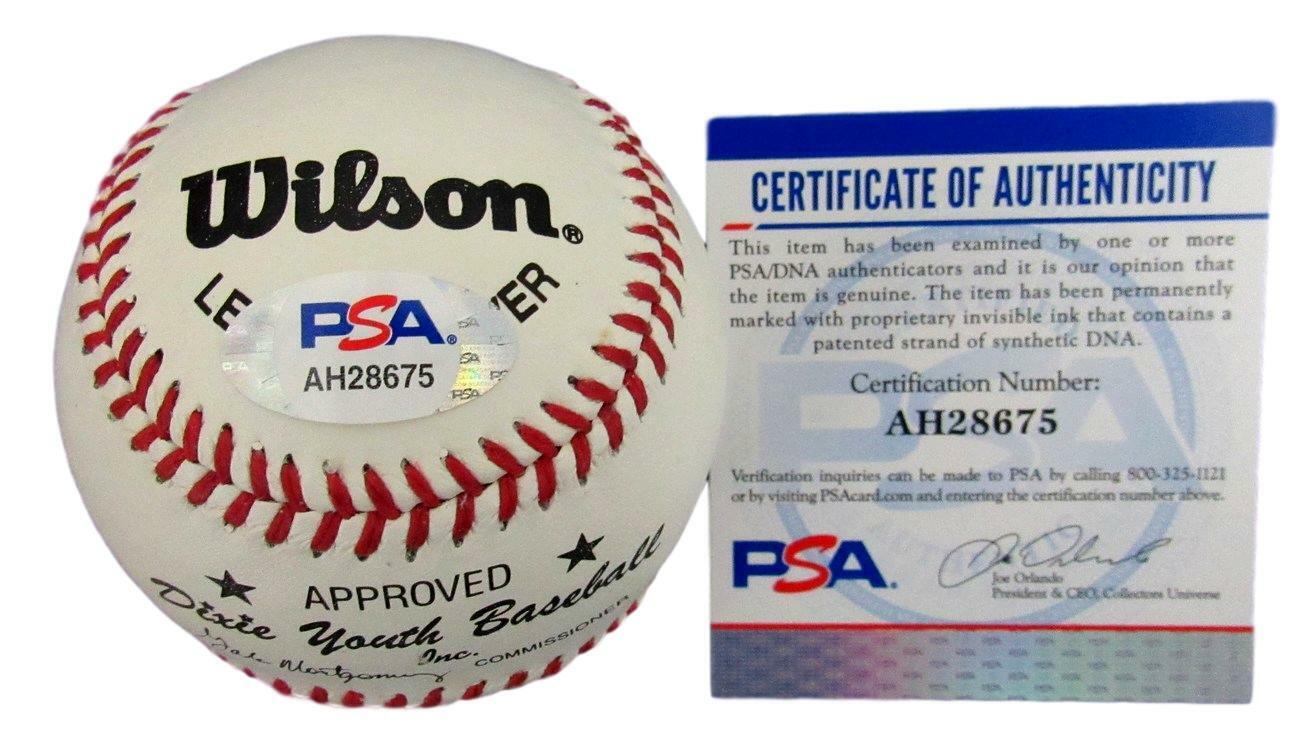 Wilson®
LE
YER
PSA®
AH28675
APPROVED
Dixie Youth Baseball
Inc.
COMMISSIONER
Montgomery
CERTIFICATE OF AUTHENTICITY
This item has been examined by one or more
PSA/DNA authenticators and it is our opinion that
the item is genuine. The item has been permanently
marked with proprietary invisible ink that contains a
patented strand of synthetic DNA.
Certification Number:
AH28675
Verification inquiries can be made to PSA by calling 800-325-1121
or by visiting PSAcard.com and entering the certification number above.
PSA.
Joe Orlando
Joe Orlando
President & CEO, Collectors Universe